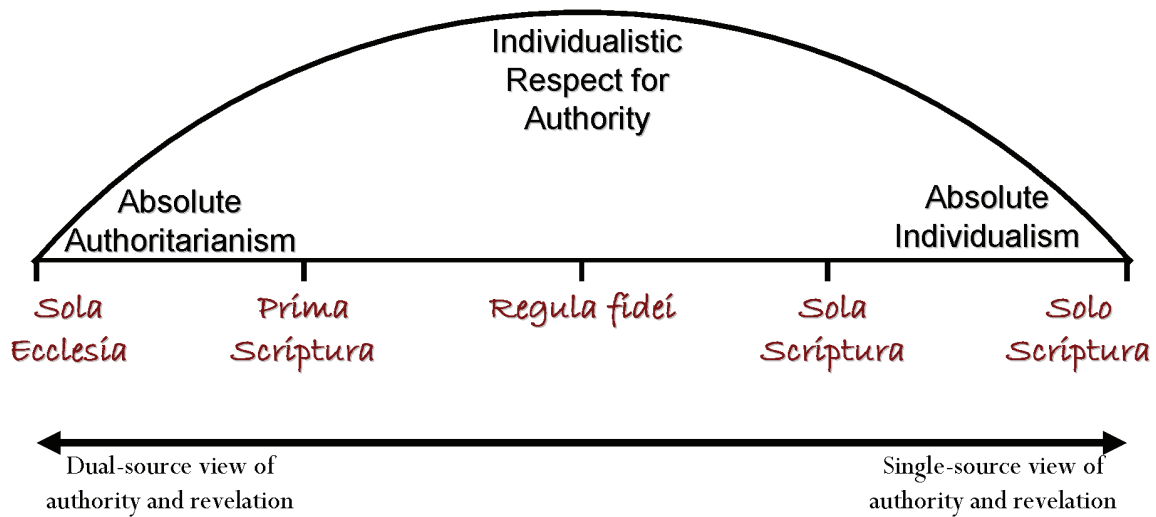 Individualistic
Respect for
Authority
Absolute
Authoritarianism
Absolute
Individualism
Sola
Ecclesia
Prima
Scriptura
Regula fidei
Sola
Scriptura
Solo
Scriptura
Dual-source view of
authority and revelation
Single-source view of
authority and revelation